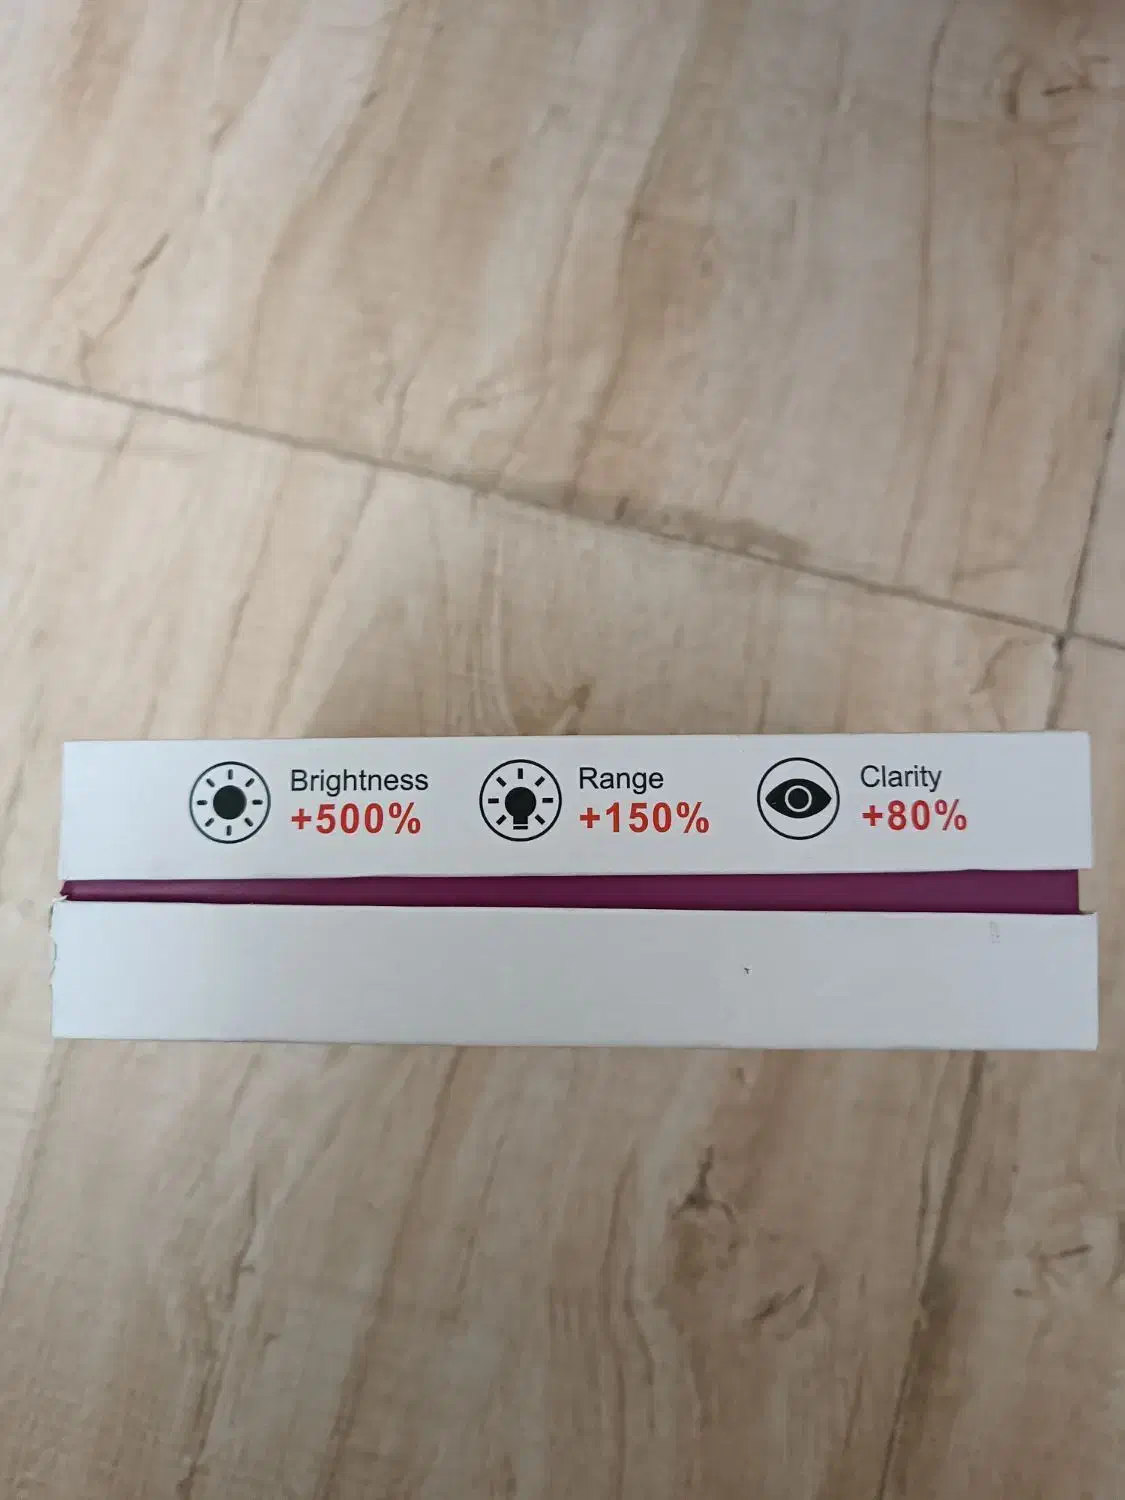 Brightness
+500%
Range
+150%
Clarity
+80%